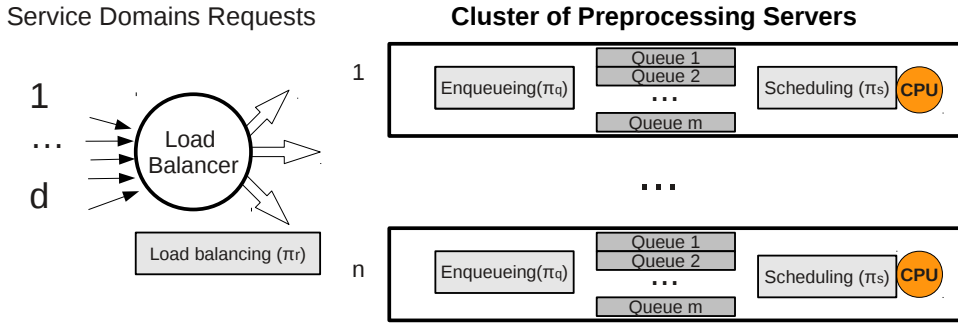 Service Domains Requests
Cluster of Preprocessing Servers
1
...
d
Load
Balancer
Load balancing (πr)
1
Enqueueing(πq)
Queue 1
Queue 2
...
Queue m
Scheduling (πs)
CPU
...
n
Enqueueing(πq)
Queue 1
Queue 2
...
Queue m
Scheduling (πs)
CPU